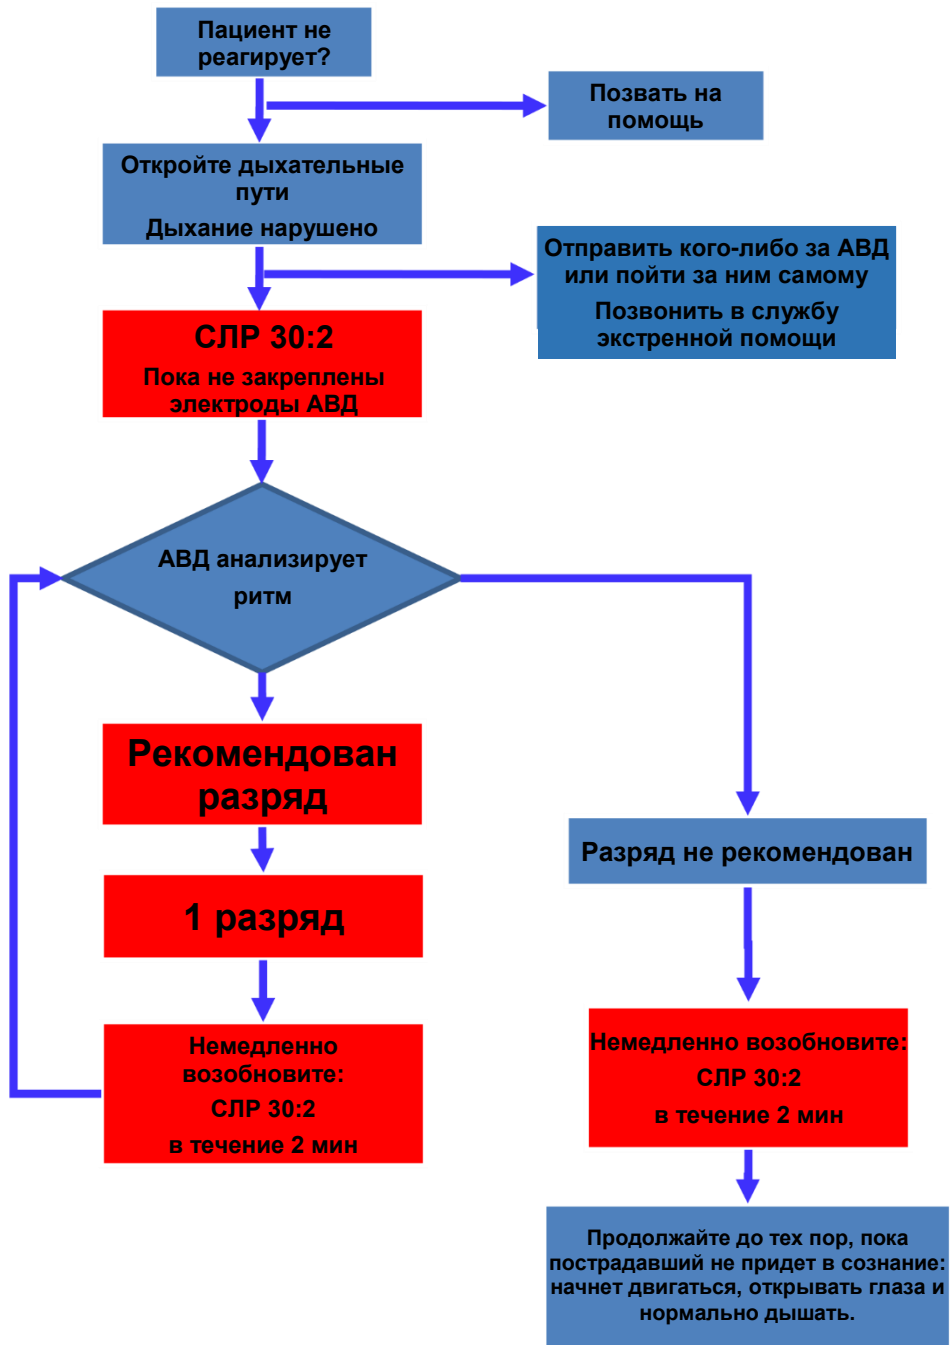 Пациент не
реагирует?
Позвать на
помощь
Откройте дыхательные
пути
Дыхание нарушено
Отправить кого-либо за АВД
или пойти за ним самому
Позвонить в службу
экстренной помощи
СЛР 30:2
Пока не закреплены
электроды АВД
АВД анализирует
ритм
Рекомендован
разряд
Разряд не рекомендован
1 разряд
Немедленно
возобновите:
СЛР 30:2
в течение 2 мин
Немедленно возобновите:
СЛР 30:2
в течение 2 мин
Продолжайте до тех пор, пока
пострадавший не придет в сознание:
начнет двигаться, открывать глаза и
нормально дышать.